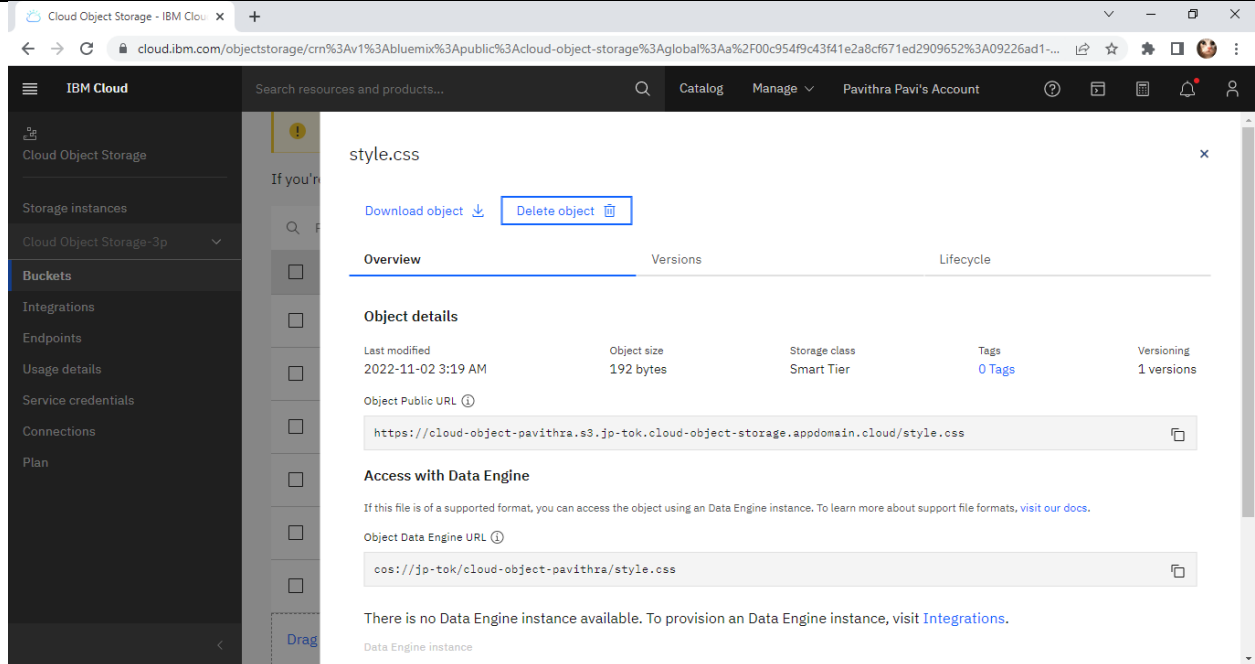 Cloud Object Storage - IBM Clou
cloud.ibm.com/objectstorage/crn%3Av1%3Abluemix%3Apublic%3Acloud-object-storage%3Aglobal%3Aa%2F00c954f9c43f41e2a8cf671ed2909652%3A09226ad1-...
IBM Cloud
Search resources and products...
Catalog
Manage
Pavithra Pavi's Account
Cloud Object Storage
Storage instances
Cloud Object Storage-3p
Buckets
Integrations
Endpoints
Usage details
Service credentials
Connections
Plan
If you'r
Drag
style.css
Download object
Delete object
Overview
Versions
Lifecycle
Object details
Last modified
2022-11-02 3:19 AM
Object size
192 bytes
Storage class
Smart Tier
Tags
0 Tags
Versioning
1 versions
Object Public URL
https://cloud-object-pavithra.s3.jp-tok.cloud-object-storage.appdomain.cloud/style.css
Access with Data Engine
If this file is of a supported format, you can access the object using an Data Engine instance. To learn more about support file formats, visit our docs.
Object Data Engine URL
cos://jp-tok/cloud-object-pavithra/style.css
There is no Data Engine instance available. To provision an Data Engine instance, visit Integrations.
Data Engine instance